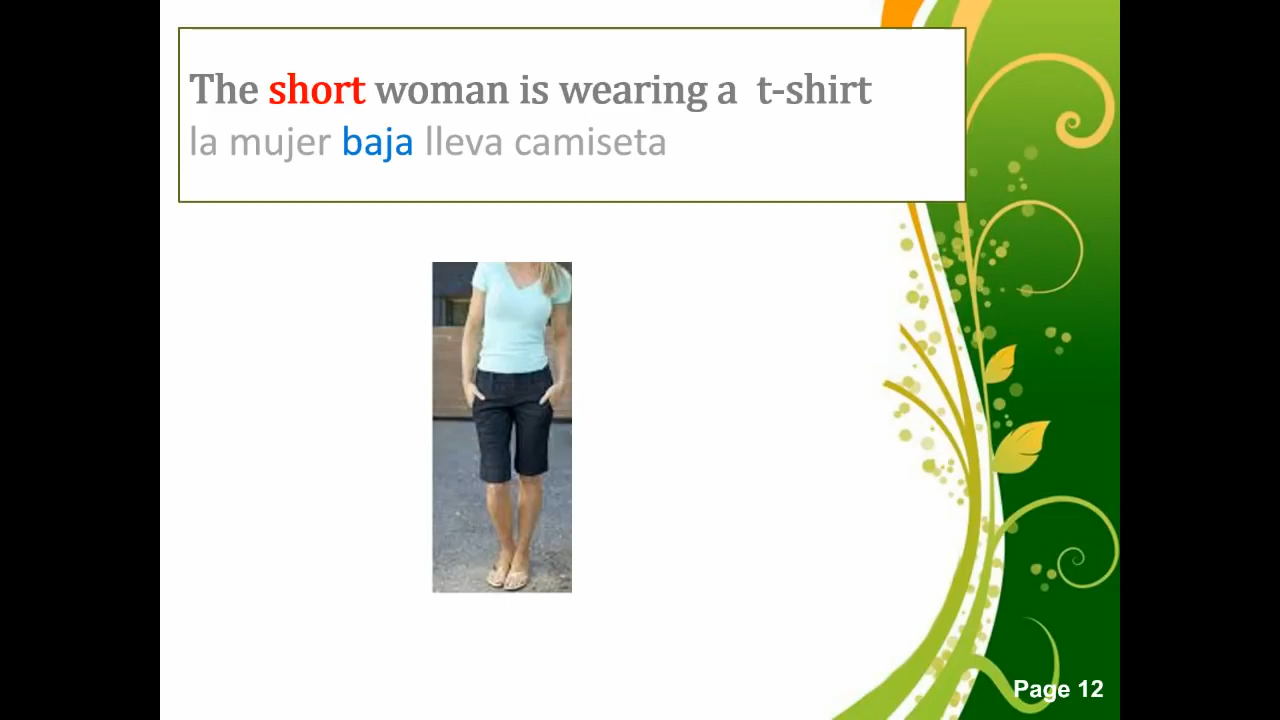 The short woman is wearing a t-shirt
la mujer baja lleva camiseta
Page 12